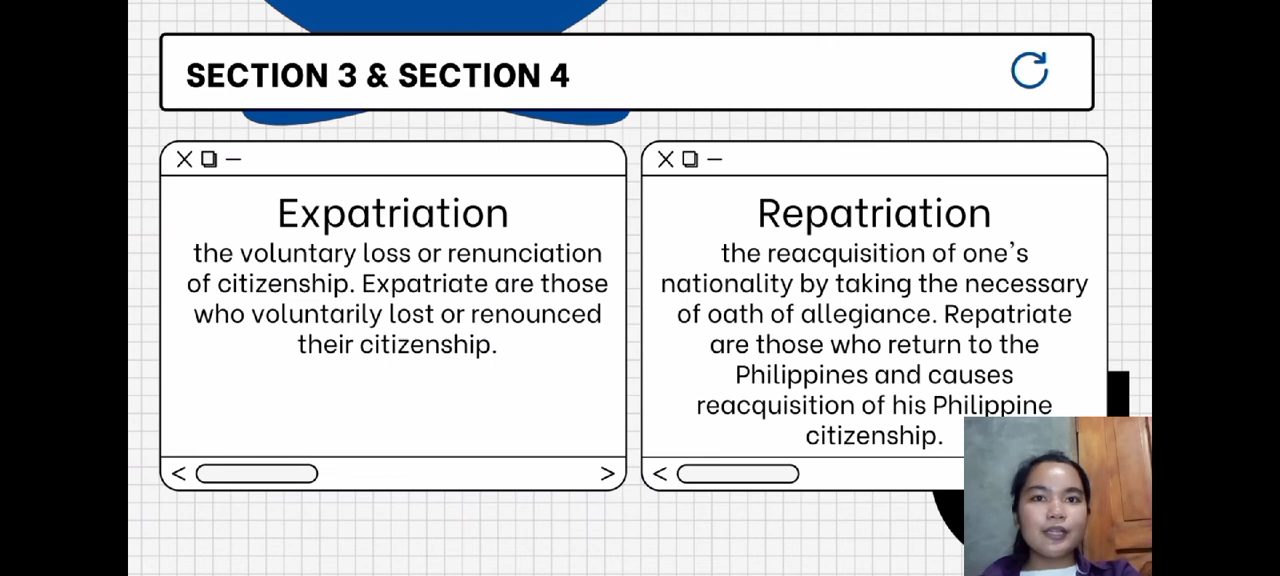 SECTION 3 & SECTION 4
Expatriation
the voluntary loss or renunciation
of citizenship. Expatriate are those
who voluntarily lost or renounced
their citizenship.
Repatriation
the reacquisition of one's
nationality by taking the necessary
of oath of allegiance. Repatriate
are those who return to the
Philippines and causes
reacquisition of his Philippine
citizenship.